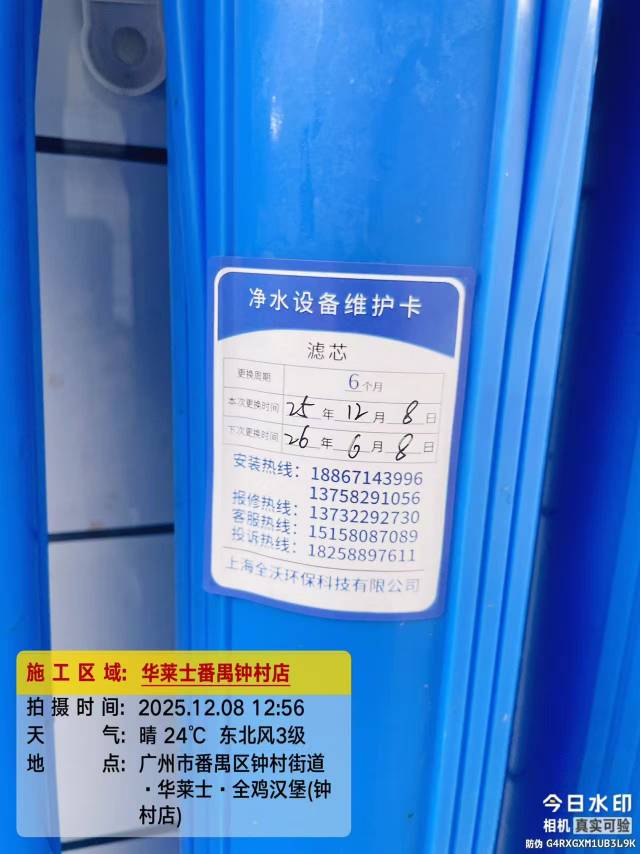 净水设备维护卡
滤芯
更换周期 6个月
本次更换时间 25年12月8日
下次更换时间 26年6月8日
安装热线：18867143996
13758291056
报修热线：13732292730
客服热线：15158087089
投诉热线：18258897611
上海全沃环保科技有限公司
施工区域：华莱士番禺钟村店
拍摄时间：2025.12.08 12:56
天气：晴 24℃ 东北风3级
地点：广州市番禺区钟村街道
·华莱士·全鸡汉堡(钟
村店)
今日水印
相机 真实可验
防伪 G4RXGXM1UB3L9K